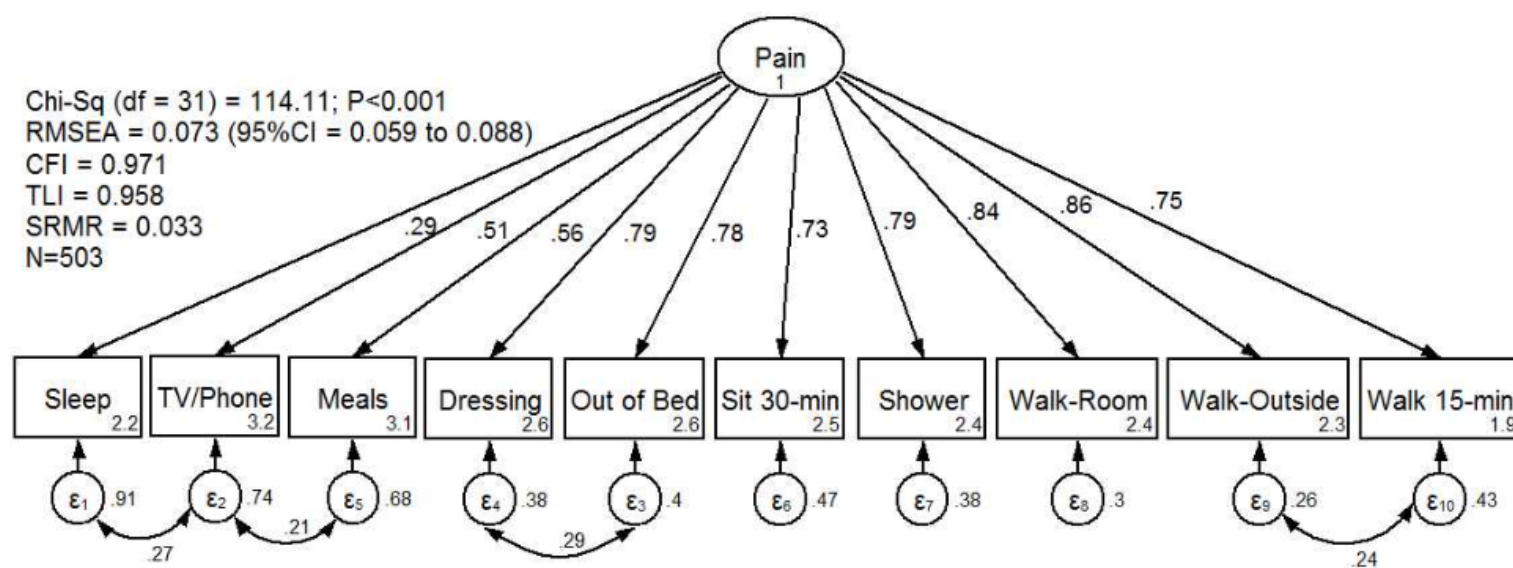 Pain
1
Chi-Sq (df = 31) = 114.11; P<0.001
RMSEA = 0.073 (95%CI = 0.059 to 0.088)
CFI = 0.971
TLI = 0.958
SRMR = 0.033
N=503
.29 .51 .56 .79 .78 .73 .79 .84 .86 .75
Sleep TV/Phone Meals Dressing Out of Bed Sit 30-min Shower Walk-Room Walk-Outside Walk 15-min
2.2 3.2 3.1 2.6 2.6 2.5 2.4 2.4 2.3 1.9
ε1 .91 ε2 .74 ε5 .68 ε4 .38 ε3 .4 ε6 .47 ε7 .38 ε8 .3 ε9 .26 ε10 .43
.27 .21 .29 .24